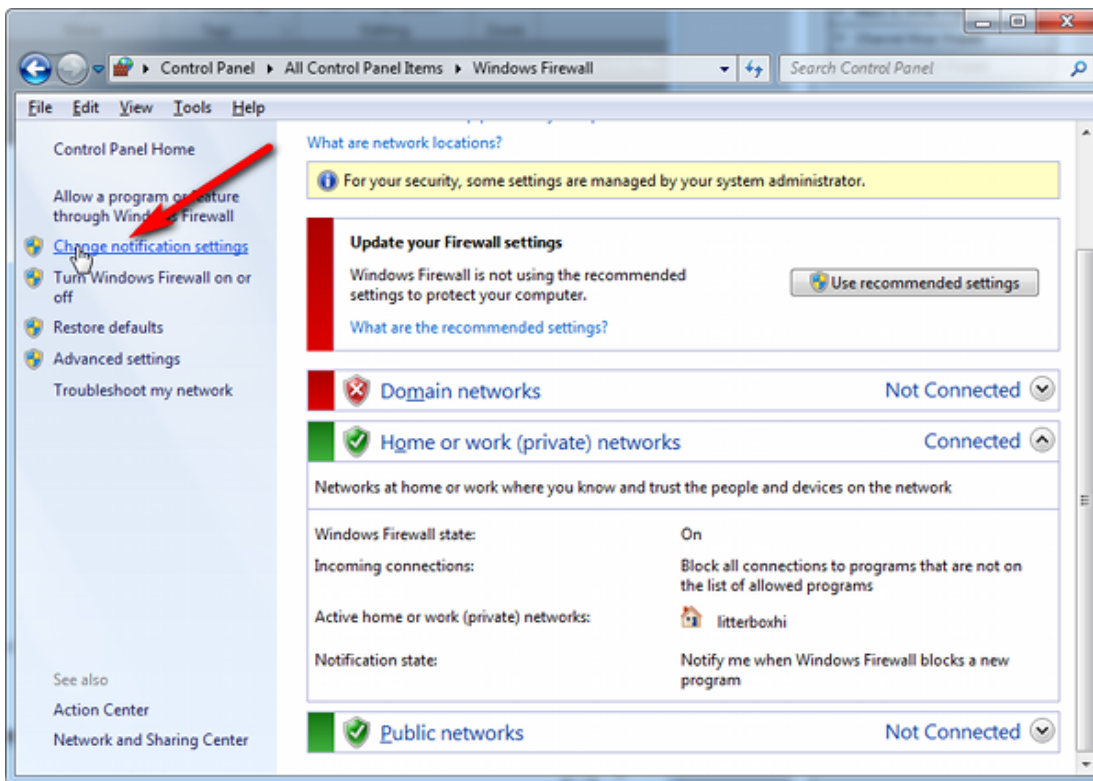 Control Panel ▸ All Control Panel Items ▸ Windows Firewall
Search Control Panel
File Edit View Tools Help
Control Panel Home
Allow a program or feature
through Windows Firewall
Change notification settings
Turn Windows Firewall on or
off
Restore defaults
Advanced settings
Troubleshoot my network
See also
Action Center
Network and Sharing Center
What are network locations?
For your security, some settings are managed by your system administrator.
Update your Firewall settings
Windows Firewall is not using the recommended
settings to protect your computer.
Use recommended settings
What are the recommended settings?
Domain networks Not Connected
Home or work (private) networks Connected
Networks at home or work where you know and trust the people and devices on the network
Windows Firewall state: On
Incoming connections: Block all connections to programs that are not on
the list of allowed programs
Active home or work (private) networks: litterboxhi
Notification state: Notify me when Windows Firewall blocks a new
program
Public networks Not Connected